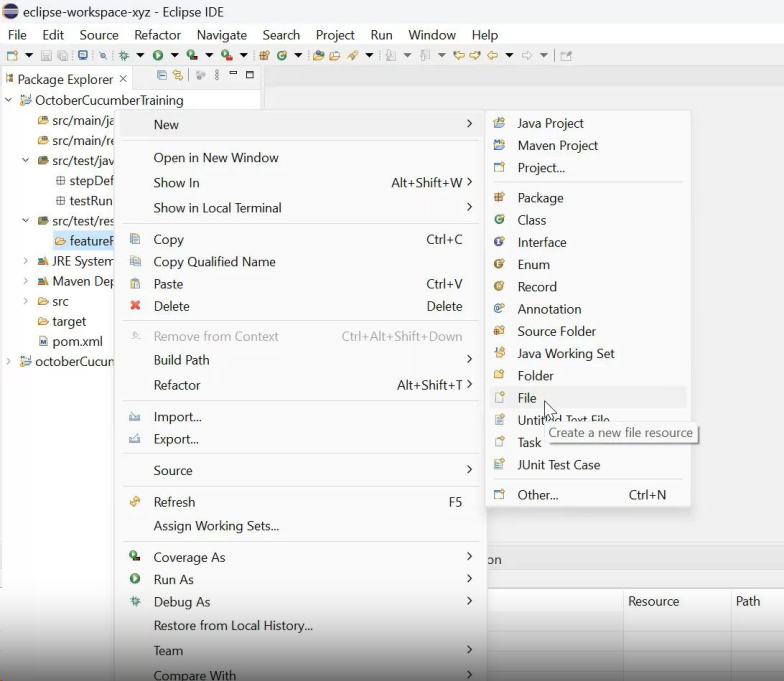 eclipse-workspace-xyz - Eclipse IDE
File Edit Source Refactor Navigate Search Project Run Window Help
Package Explorer
OctoberCucumberTraining
src/main/ja
src/main/re
src/test/jav
stepDef
testRun
src/test/res
featureF
JRE System
Maven Dep
src
target
pom.xml
octoberCucum
New
Open in New Window
Show In Alt+Shift+W
Show in Local Terminal
Copy Ctrl+C
Copy Qualified Name
Paste Ctrl+V
Delete Delete
Remove from Context Ctrl+Alt+Shift+Down
Build Path
Refactor Alt+Shift+T
Import...
Export...
Source
Refresh F5
Assign Working Sets...
Coverage As
Run As
Debug As
Restore from Local History...
Team
Compare With
Java Project
Maven Project
Project...
Package
Class
Interface
Enum
Record
Annotation
Source Folder
Java Working Set
Folder
File
Untitled Text File
Create a new file resource
Task
JUnit Test Case
Other... Ctrl+N
on
Resource Path